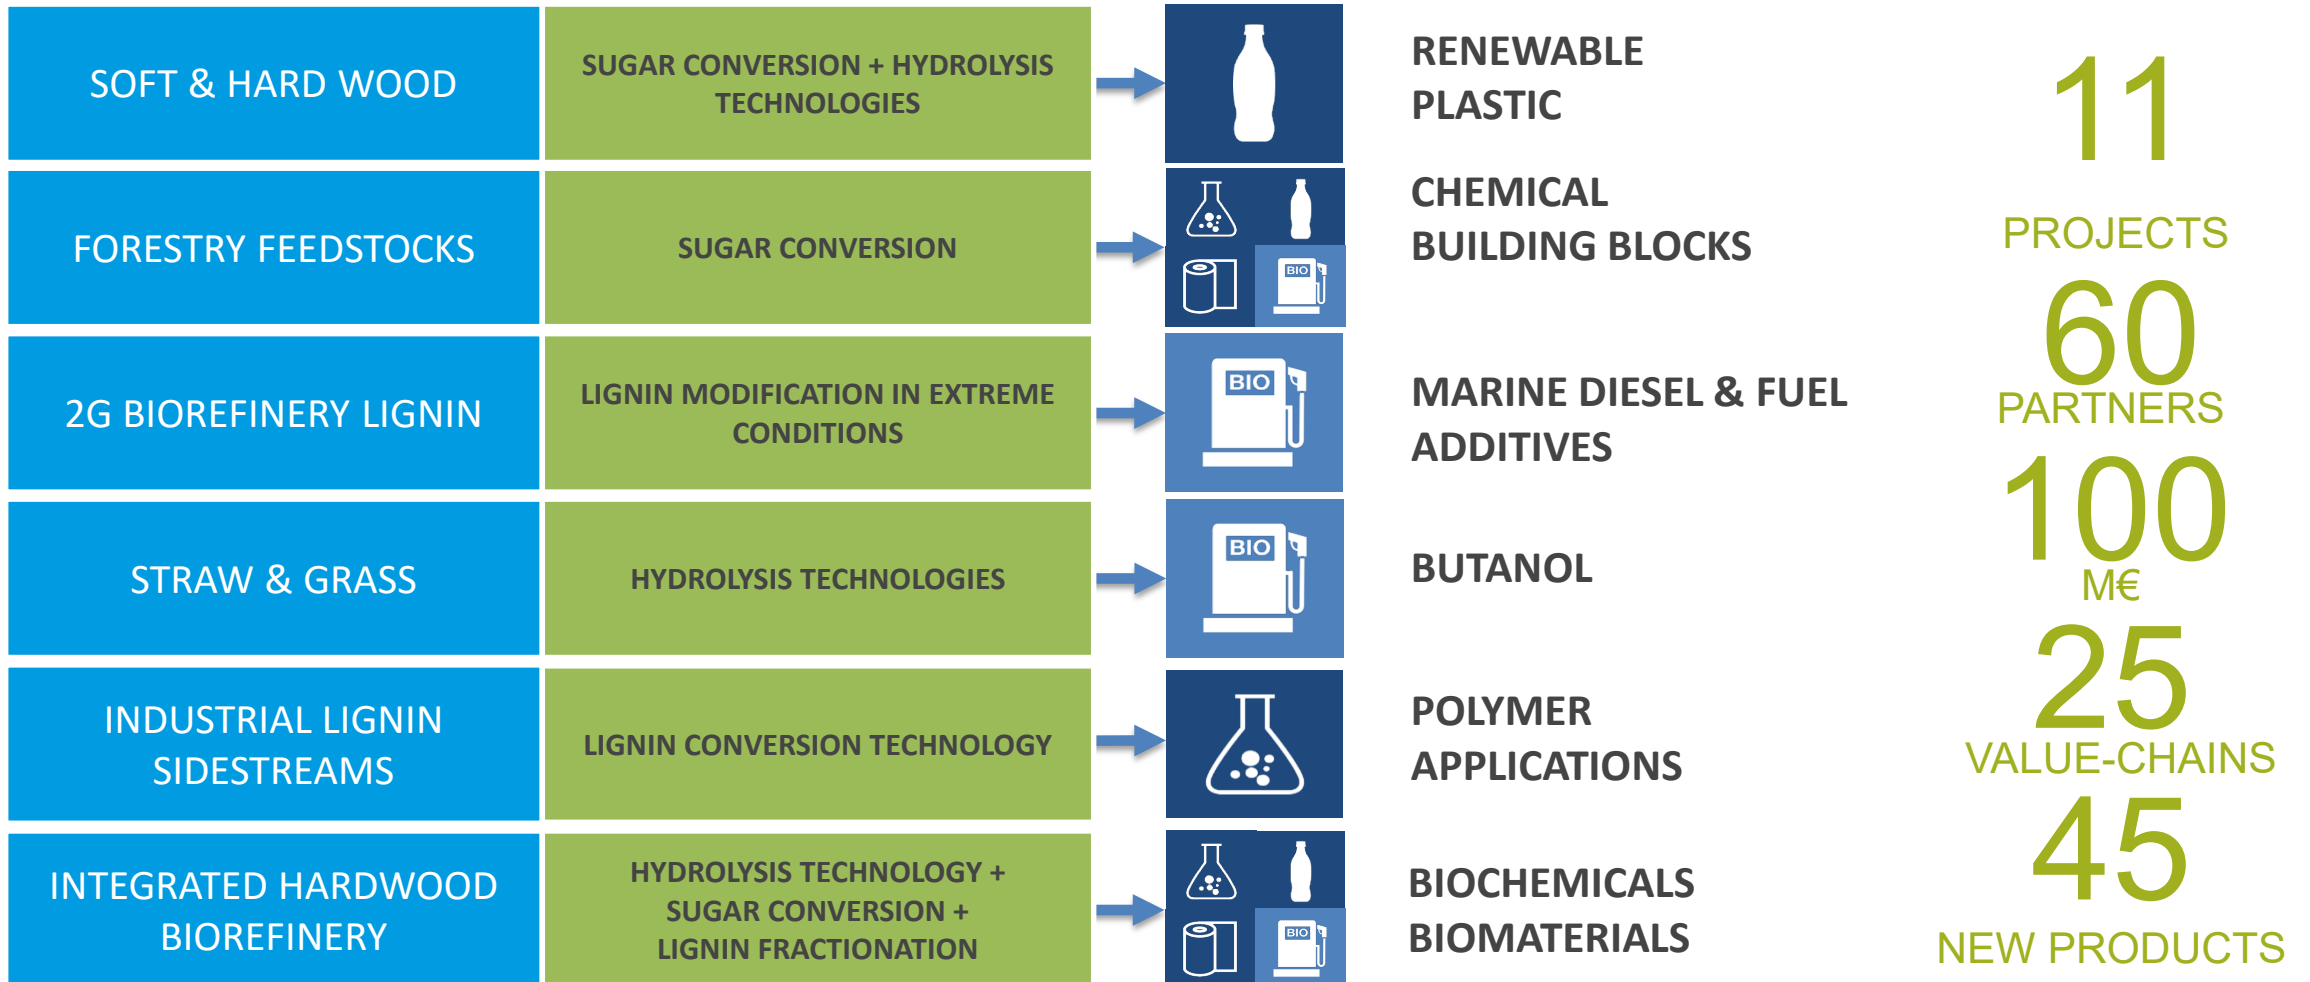 SOFT & HARD WOOD
SUGAR CONVERSION + HYDROLYSIS
TECHNOLOGIES
RENEWABLE
PLASTIC
FORESTRY FEEDSTOCKS
SUGAR CONVERSION
BIO
CHEMICAL
BUILDING BLOCKS
2G BIOREFINERY LIGNIN
LIGNIN MODIFICATION IN EXTREME
CONDITIONS
BIO
MARINE DIESEL & FUEL
ADDITIVES
STRAW & GRASS
HYDROLYSIS TECHNOLOGIES
BIO
BUTANOL
INDUSTRIAL LIGNIN
SIDESTREAMS
LIGNIN CONVERSION TECHNOLOGY
POLYMER
APPLICATIONS
INTEGRATED HARDWOOD
BIOREFINERY
HYDROLYSIS TECHNOLOGY +
SUGAR CONVERSION +
LIGNIN FRACTIONATION
BIO
BIOCHEMICALS
BIOMATERIALS
11
PROJECTS
60
PARTNERS
100
M€
25
VALUE-CHAINS
45
NEW PRODUCTS